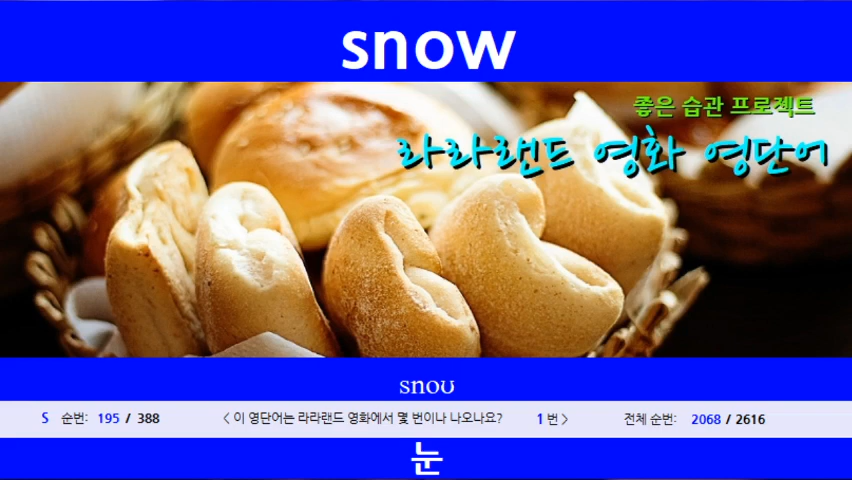 snow
좋은 습관 프로젝트
라라랜드 영화 영단어
snoʊ
S 순번: 195 / 388 < 이 영단어는 라라랜드 영화에서 몇 번이나 나오나요? 1 번 > 전체 순번: 2068 / 2616
눈